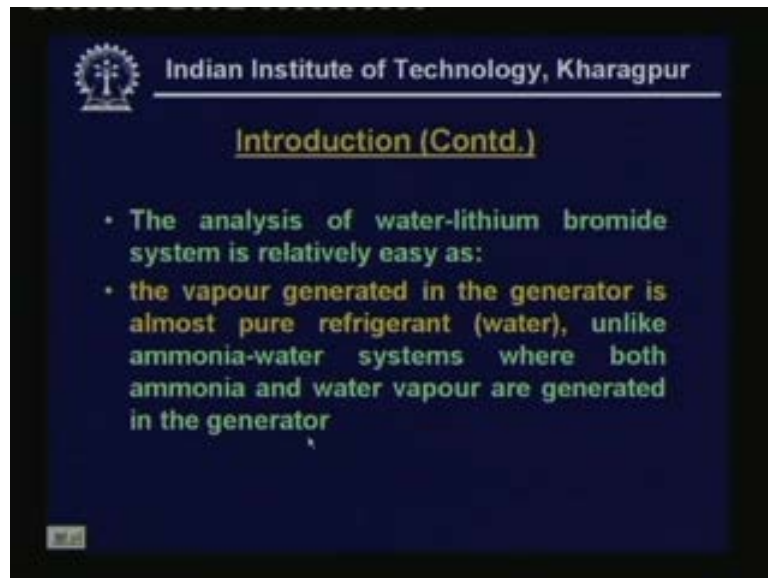 Indian Institute of Technology, Kharagpur
Introduction (Contd.)
• The analysis of water-lithium bromide
system is relatively easy as:
• the vapour generated in the generator is
almost pure refrigerant (water), unlike
ammonia-water systems where both
ammonia and water vapour are generated
in the generator